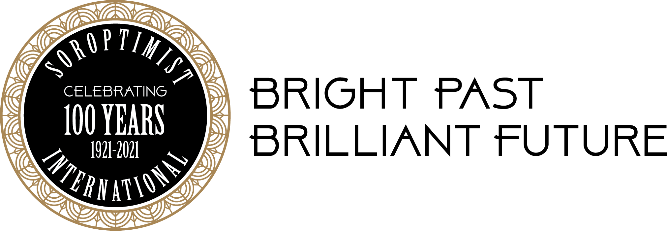 SOROPTIMIST
CELEBRATING
100 YEARS
1921-2021
INTERNATIONAL
BRIGHT PAST
BRILLIANT FUTURE